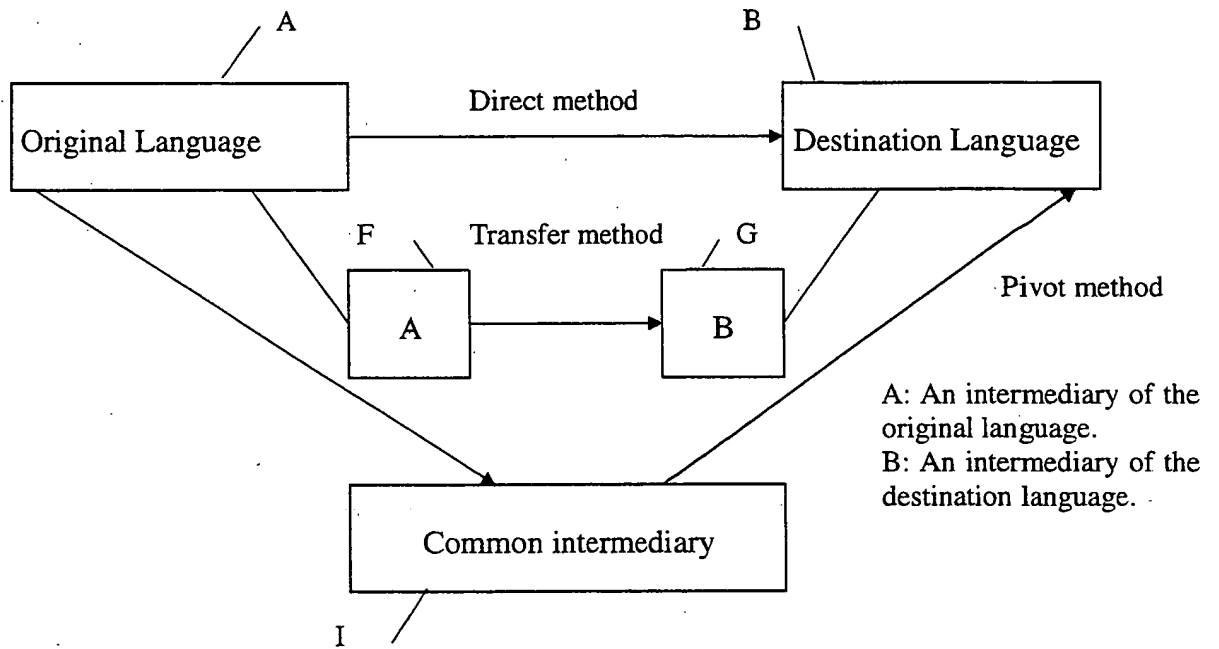 A
B
Direct method
Original Language
Destination Language
F
Transfer method
G
Pivot method
A
B
A: An intermediary of the
original language.
B: An intermediary of the
destination language.
Common intermediary
I